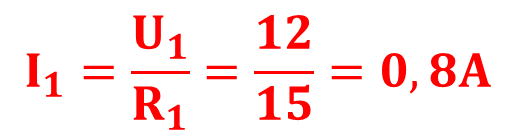 I₁ = U₁/R₁ = 12/15 = 0,8A